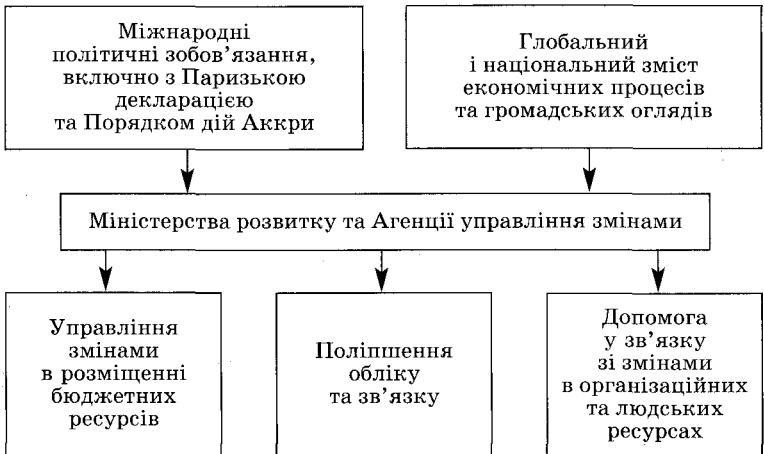 Міжнародні
політичні зобов’язання,
включно з Паризькою
декларацією
та Порядком дій Аккри
Глобальний
і національний зміст
економічних процесів
та громадських оглядів
Міністерства розвитку та Агенції управління змінами
Управління
змінами
в розміщенні
бюджетних
ресурсів
Поліпшення
обліку
та зв’язку
Допомога
у зв’язку
зі змінами
в організаційних
та людських
ресурсах